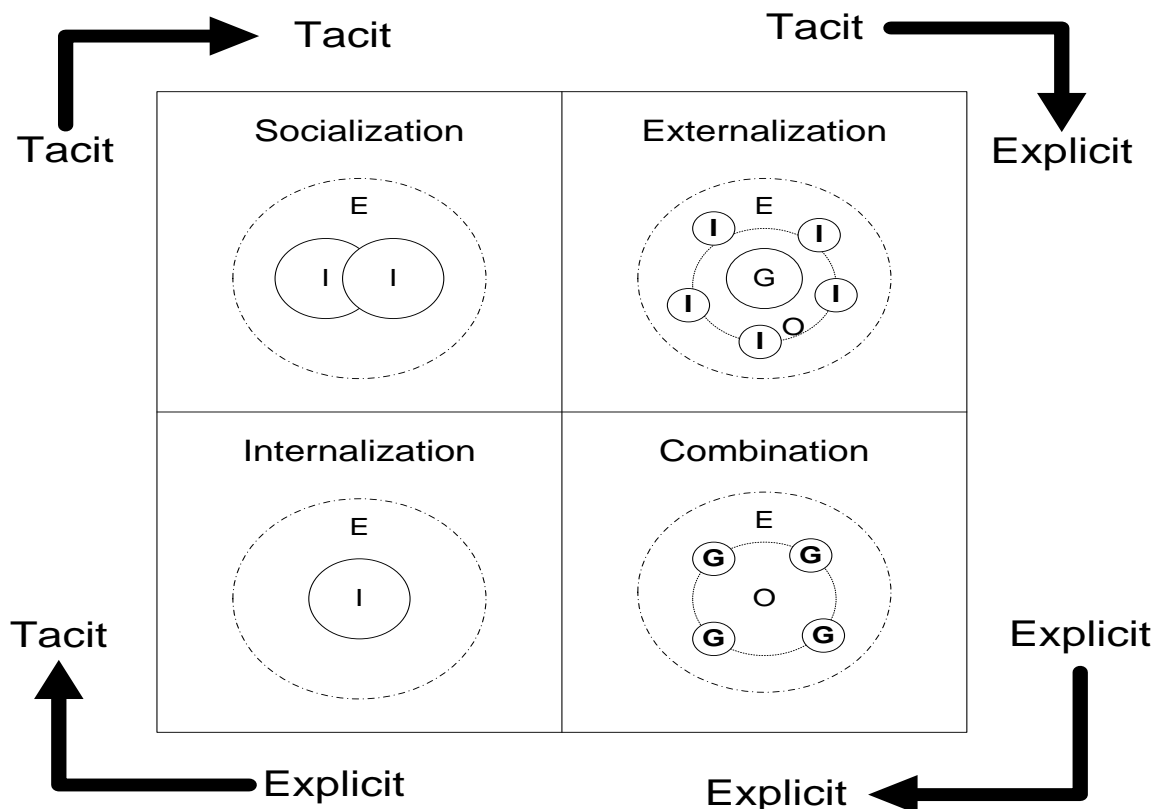 Tacit
Tacit
Tacit
Explicit
Socialization
E
I I
Externalization
E
I I
G
I I
O
I
Internalization
E
I
Combination
E
G G
O
G G
Tacit
Explicit
Explicit
Explicit